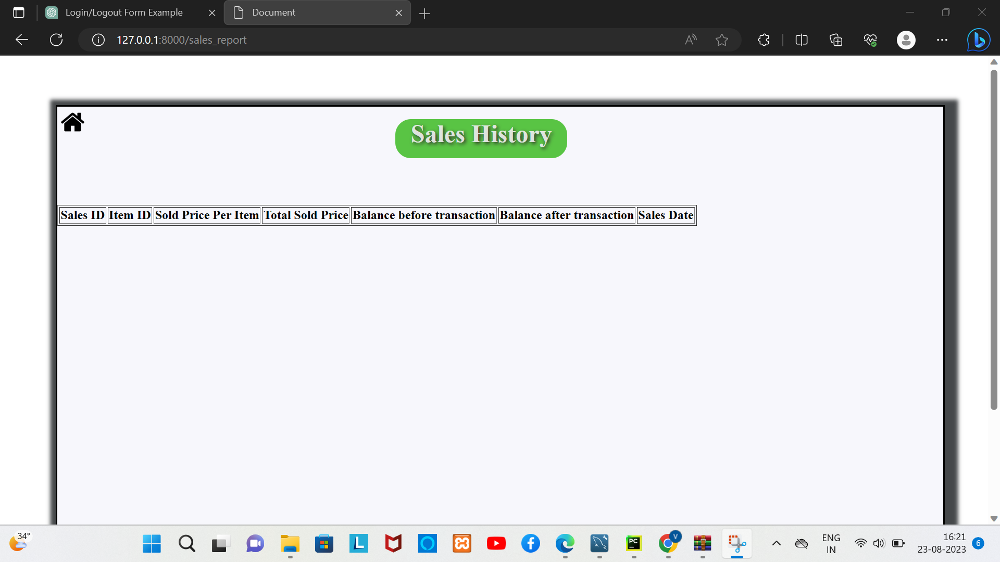 Login/Logout Form Example
Document
127.0.0.1:8000/sales_report
Sales History
Sales ID Item ID Sold Price Per Item Total Sold Price Balance before transaction Balance after transaction Sales Date
34°
L
PC
V
ENG
IN
16:21
23-08-2023
6